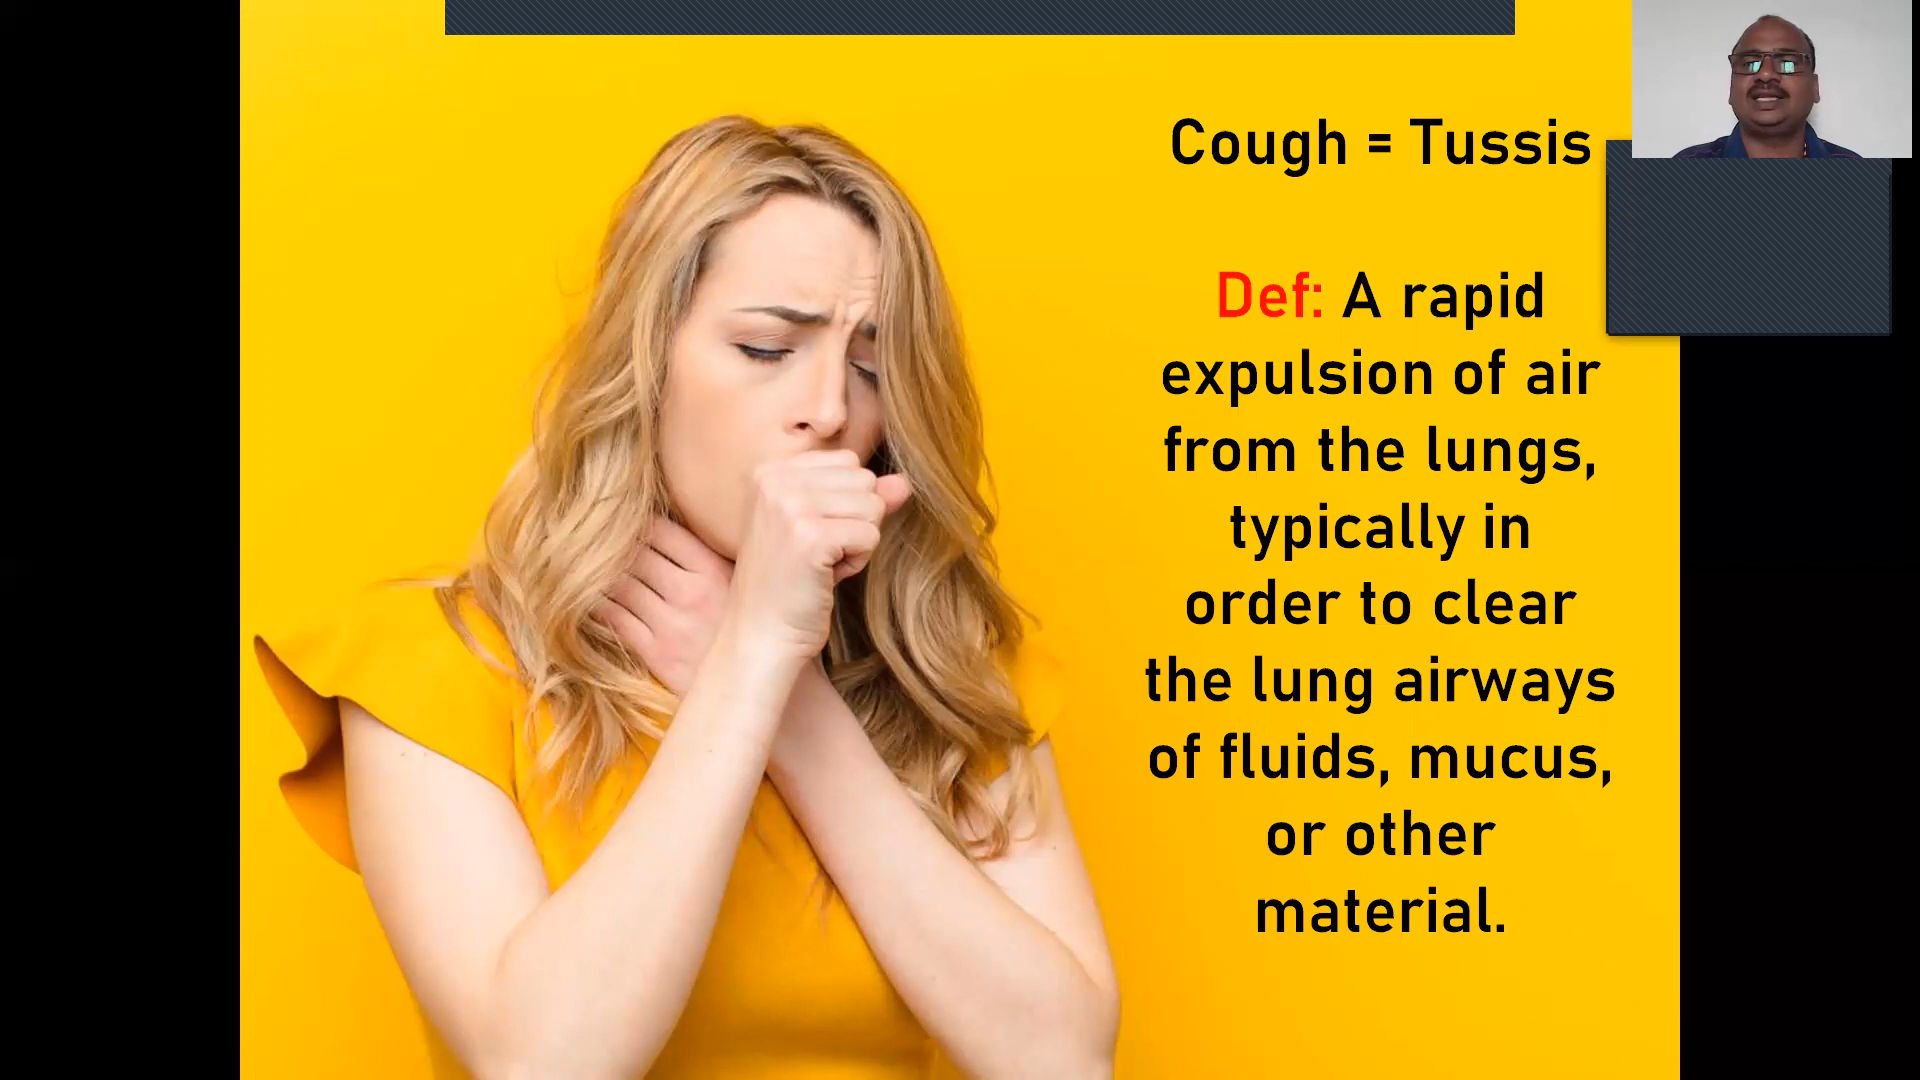 Cough = Tussis
Def: A rapid
expulsion of air
from the lungs,
typically in
order to clear
the lung airways
of fluids, mucus,
or other
material.